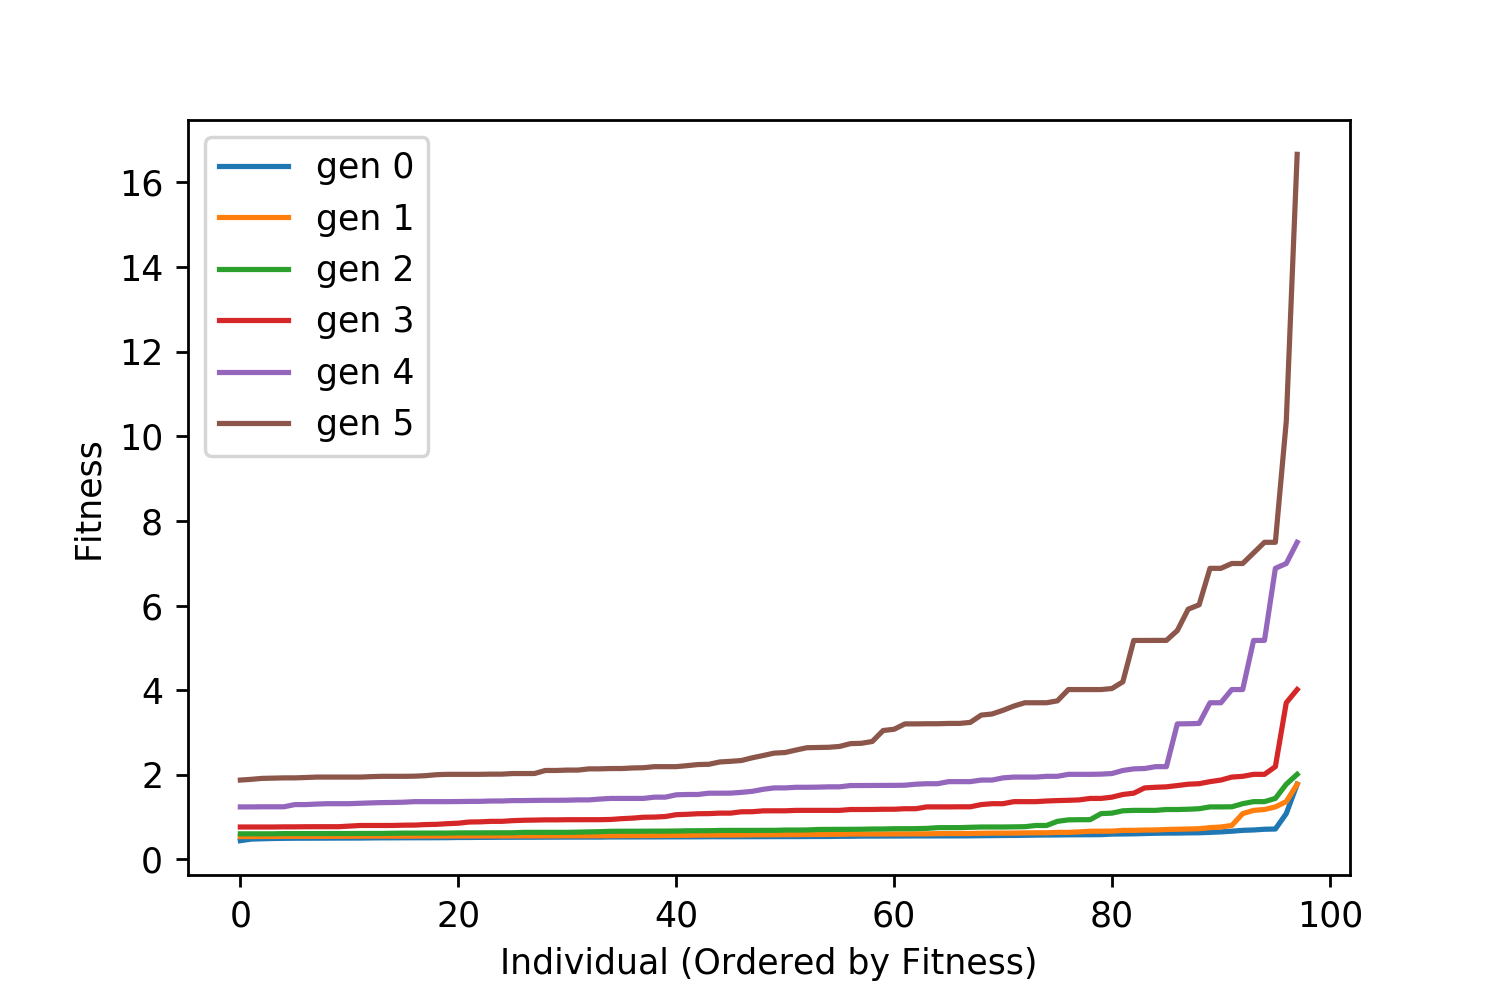 gen 0
gen 1
gen 2
gen 3
gen 4
gen 5
16
14
12
10
8
6
4
2
0
Fitness
0 20 40 60 80 100
Individual (Ordered by Fitness)